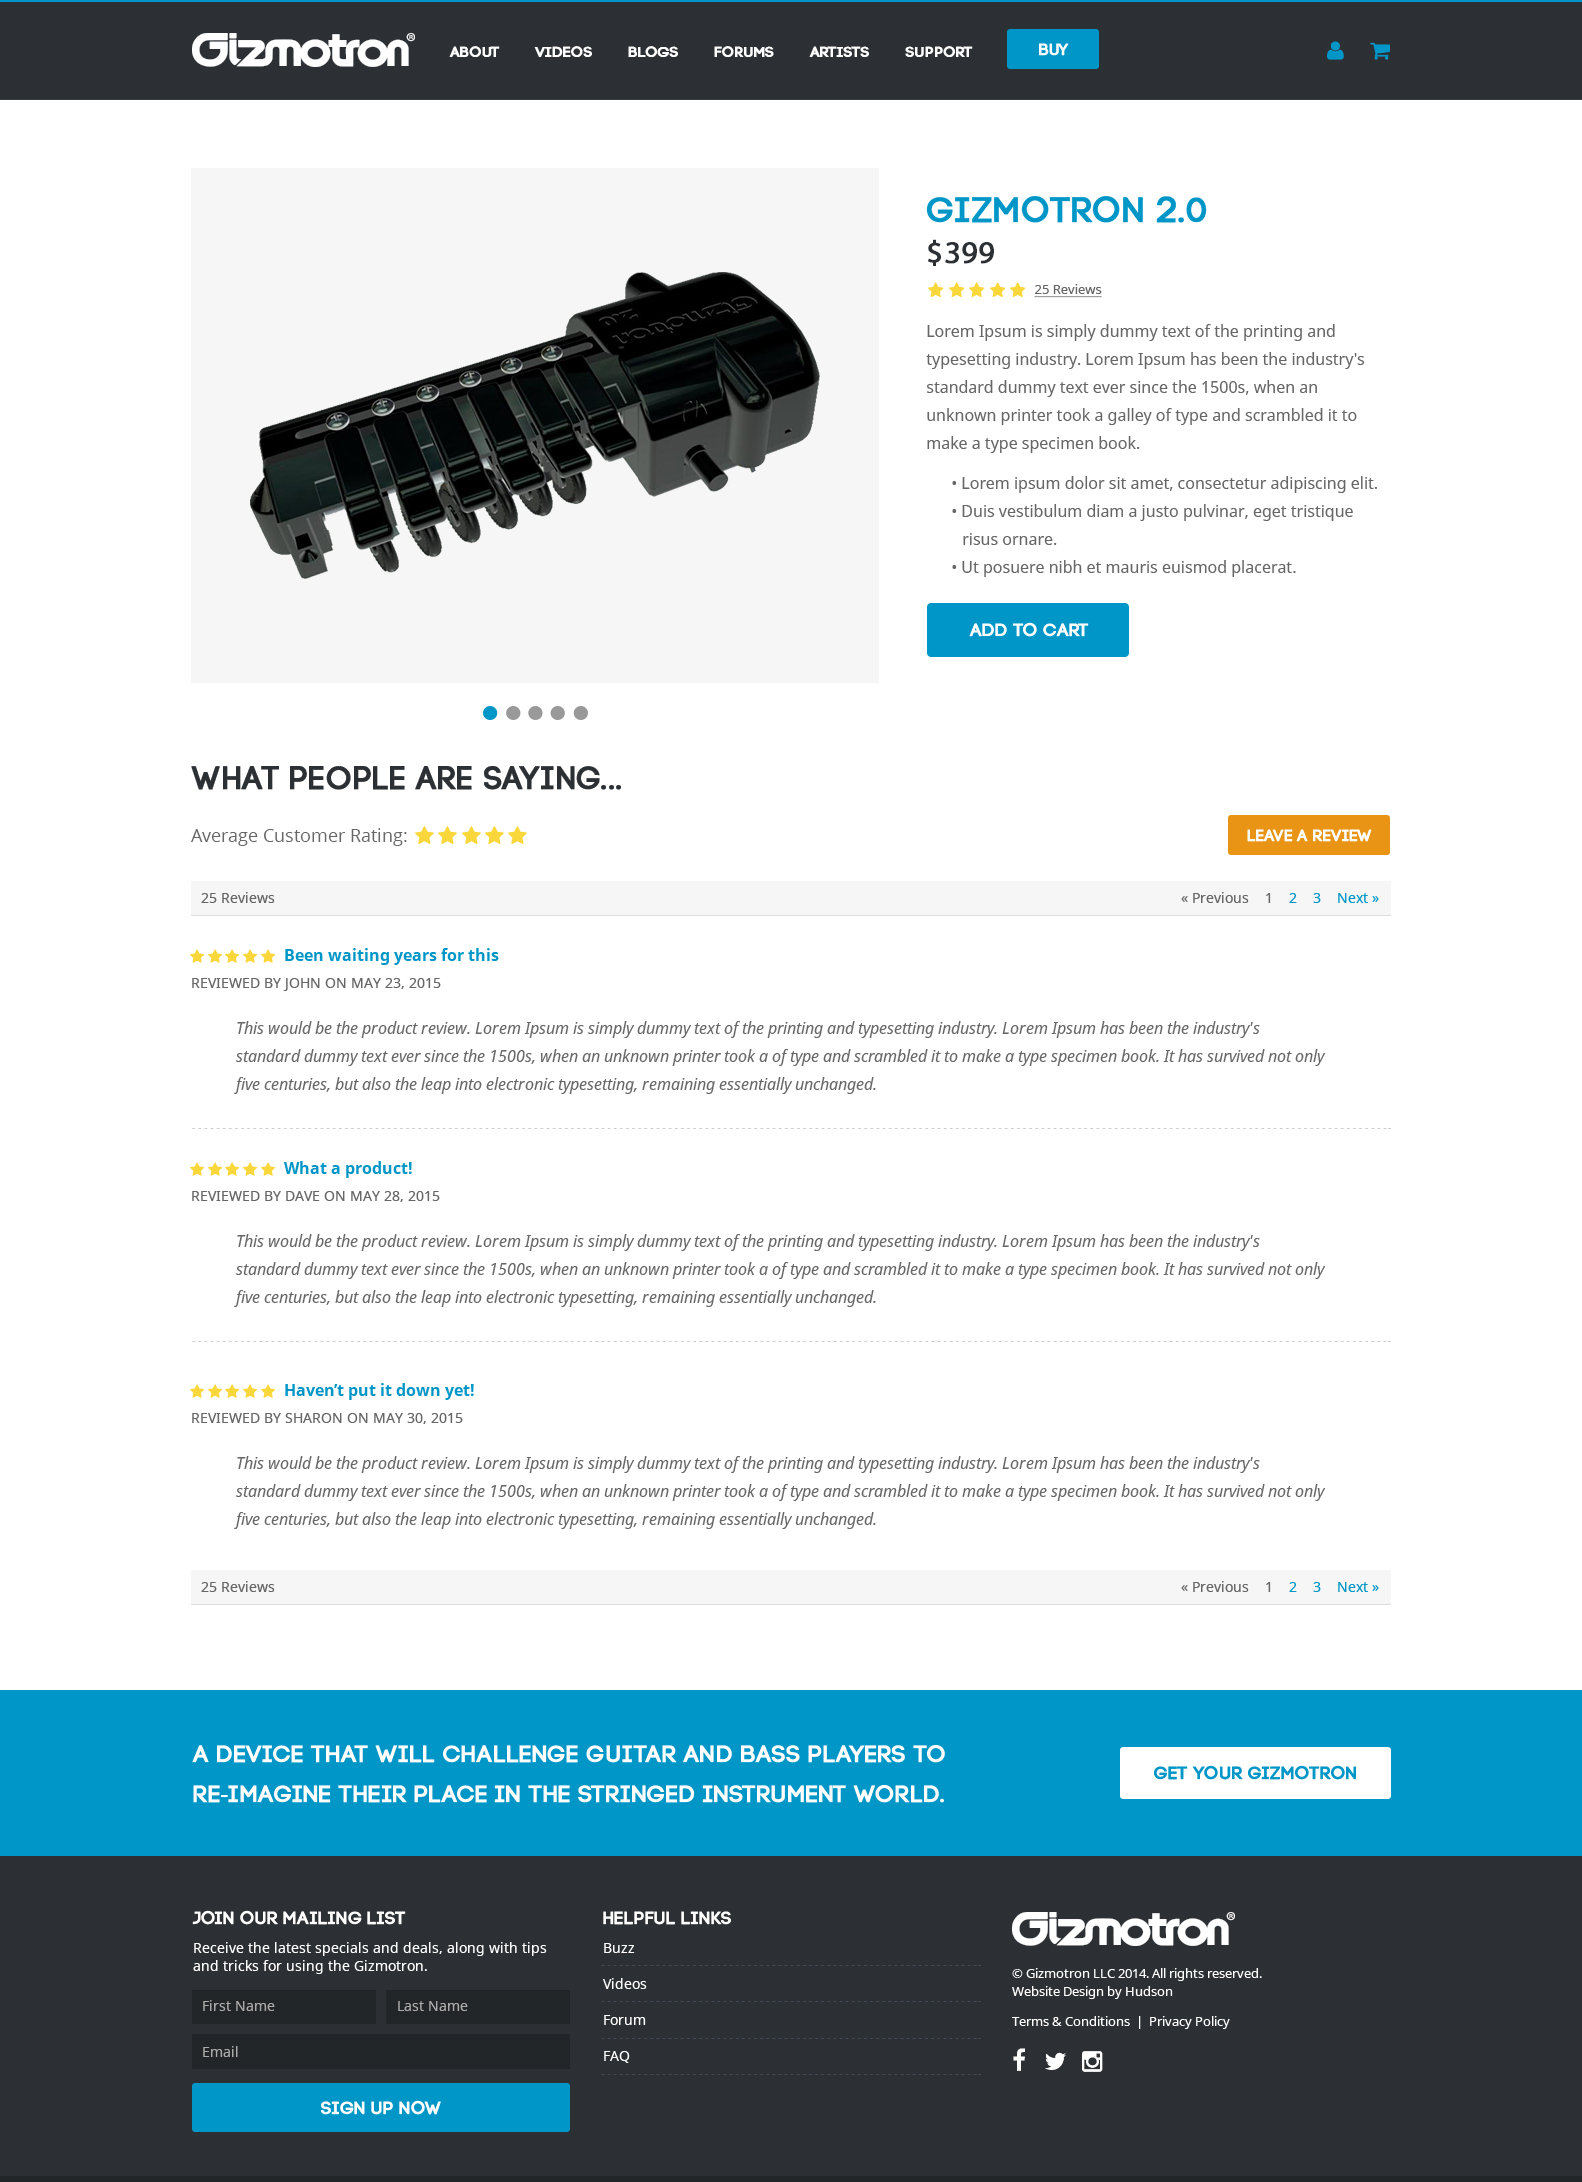 Gizmotron®
ABOUT
VIDEOS
BLOGS
FORUMS
ARTISTS
SUPPORT
BUY
Gizmotron 2.0
GIZMOTRON 2.0
$399
25 Reviews
Lorem Ipsum is simply dummy text of the printing and
typesetting industry. Lorem Ipsum has been the industry's
standard dummy text ever since the 1500s, when an
unknown printer took a galley of type and scrambled it to
make a type specimen book.
• Lorem ipsum dolor sit amet, consectetur adipiscing elit.
• Duis vestibulum diam a justo pulvinar, eget tristique
risus ornare.
• Ut posuere nibh et mauris euismod placerat.
ADD TO CART
WHAT PEOPLE ARE SAYING...
Average Customer Rating:
LEAVE A REVIEW
25 Reviews
« Previous 1 2 3 Next »
Been waiting years for this
REVIEWED BY JOHN ON MAY 23, 2015
This would be the product review. Lorem Ipsum is simply dummy text of the printing and typesetting industry. Lorem Ipsum has been the industry's
standard dummy text ever since the 1500s, when an unknown printer took a of type and scrambled it to make a type specimen book. It has survived not only
five centuries, but also the leap into electronic typesetting, remaining essentially unchanged.
What a product!
REVIEWED BY DAVE ON MAY 28, 2015
This would be the product review. Lorem Ipsum is simply dummy text of the printing and typesetting industry. Lorem Ipsum has been the industry's
standard dummy text ever since the 1500s, when an unknown printer took a of type and scrambled it to make a type specimen book. It has survived not only
five centuries, but also the leap into electronic typesetting, remaining essentially unchanged.
Haven’t put it down yet!
REVIEWED BY SHARON ON MAY 30, 2015
This would be the product review. Lorem Ipsum is simply dummy text of the printing and typesetting industry. Lorem Ipsum has been the industry's
standard dummy text ever since the 1500s, when an unknown printer took a of type and scrambled it to make a type specimen book. It has survived not only
five centuries, but also the leap into electronic typesetting, remaining essentially unchanged.
25 Reviews
« Previous 1 2 3 Next »
A DEVICE THAT WILL CHALLENGE GUITAR AND BASS PLAYERS TO
RE-IMAGINE THEIR PLACE IN THE STRINGED INSTRUMENT WORLD.
GET YOUR GIZMOTRON
JOIN OUR MAILING LIST
Receive the latest specials and deals, along with tips
and tricks for using the Gizmotron.
First Name
Last Name
Email
SIGN UP NOW
HELPFUL LINKS
Buzz
Videos
Forum
FAQ
Gizmotron®
© Gizmotron LLC 2014. All rights reserved.
Website Design by Hudson
Terms & Conditions | Privacy Policy